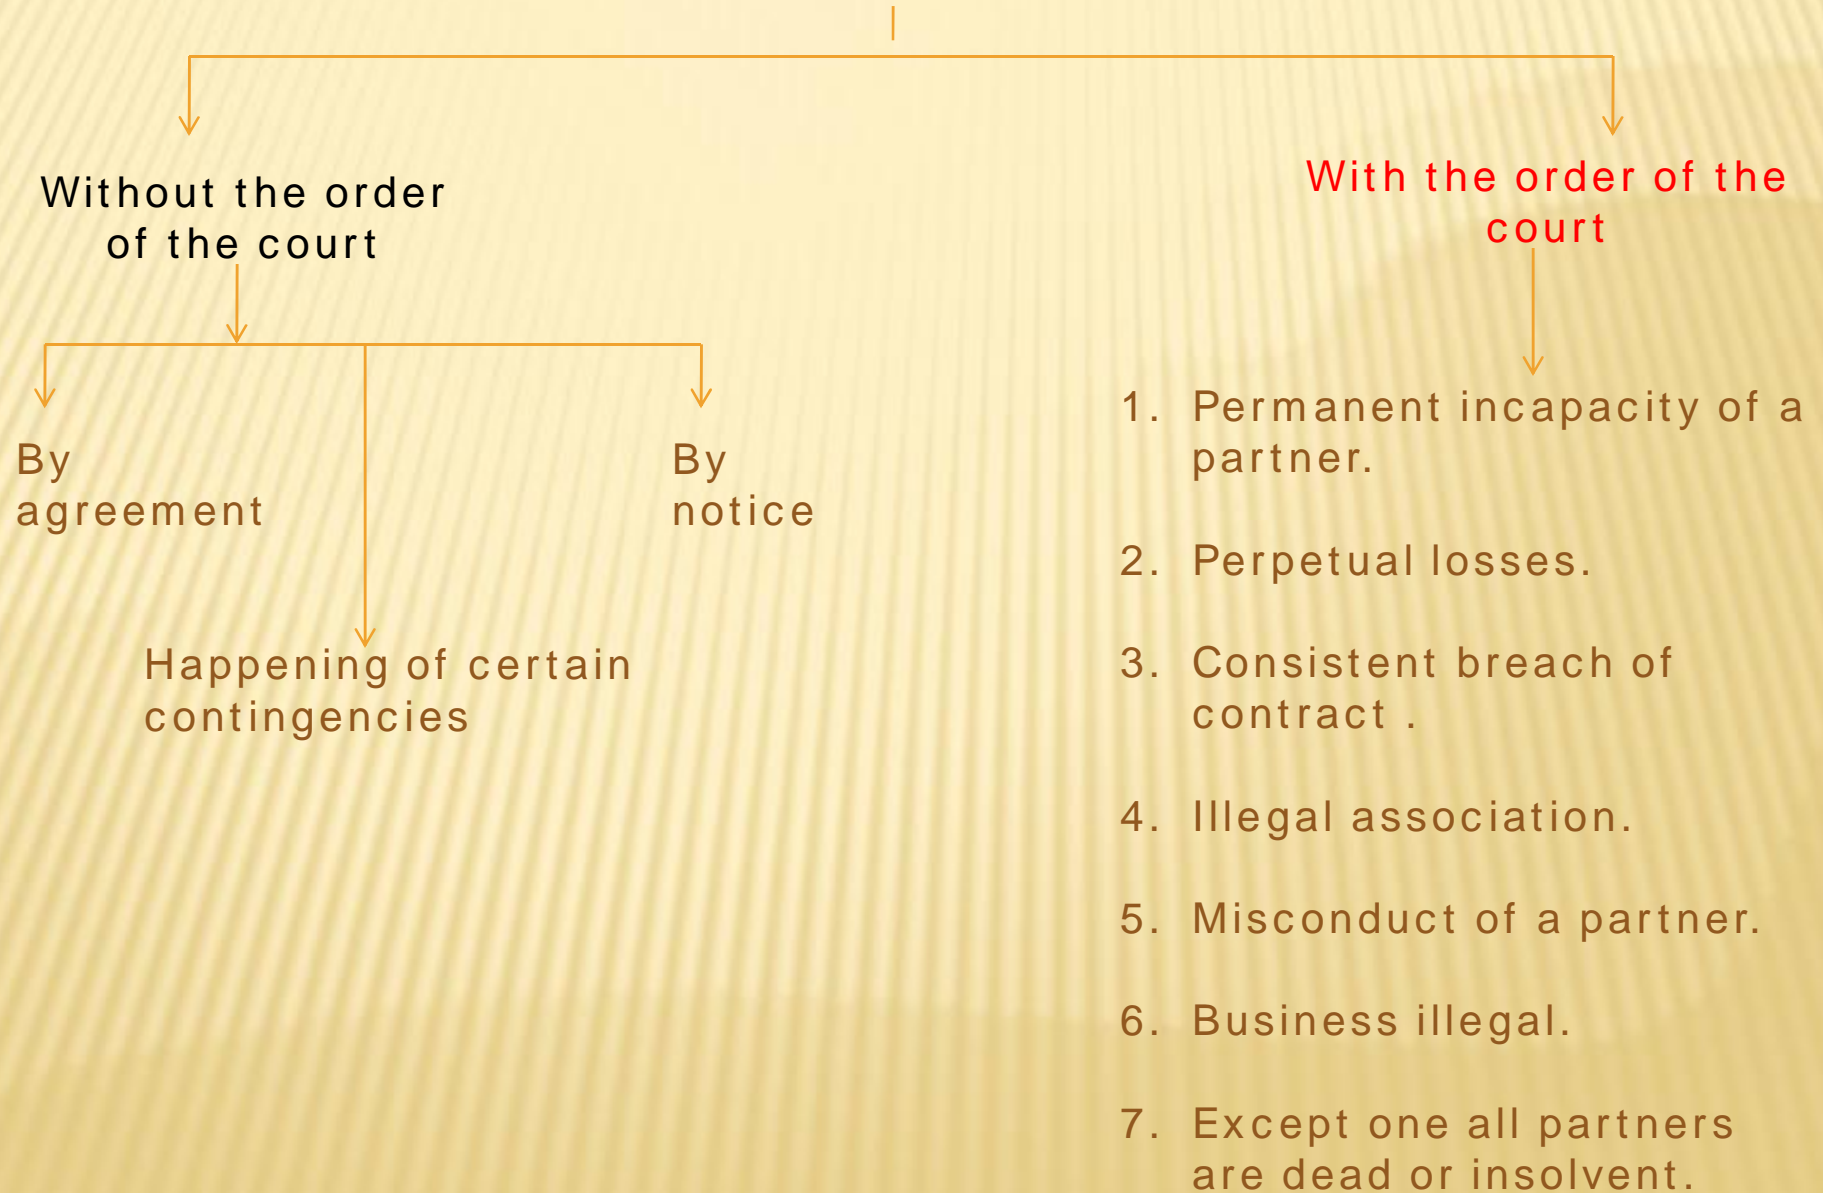 Without the order
of the court
By
agreement
Happening of certain
contingencies
By
notice
With the order of the
court
1. Permanent incapacity of a
partner.
2. Perpetual losses.
3. Consistent breach of
contract .
4. Illegal association.
5. Misconduct of a partner.
6. Business illegal.
7. Except one all partners
are dead or insolvent.